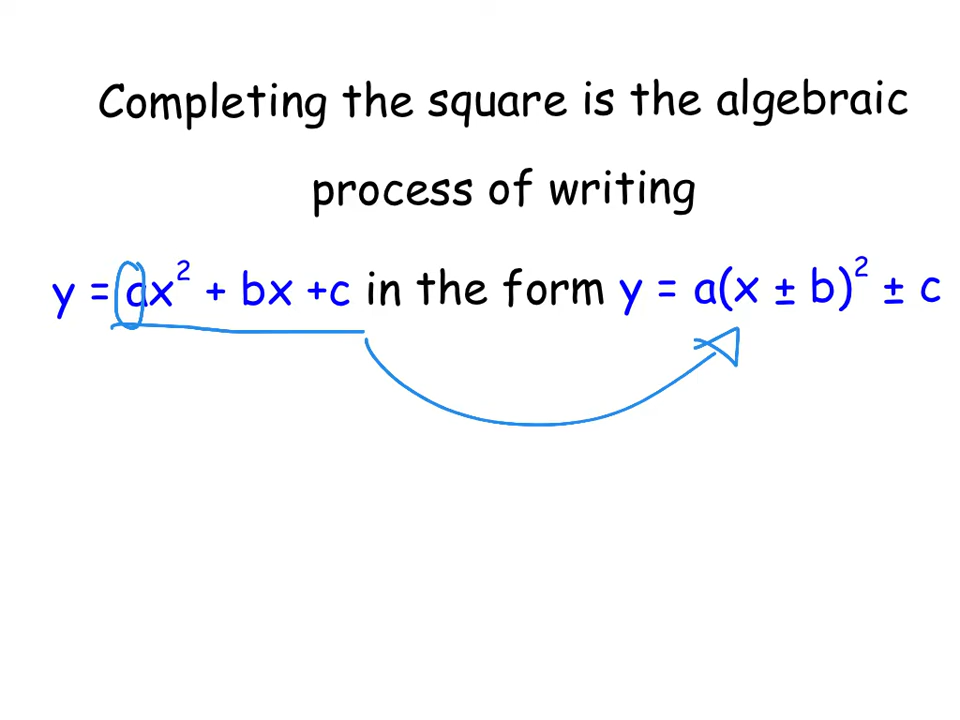 Completing the square is the algebraic
process of writing
y = ax² + bx +c in the form y = a(x ± b)² ± c